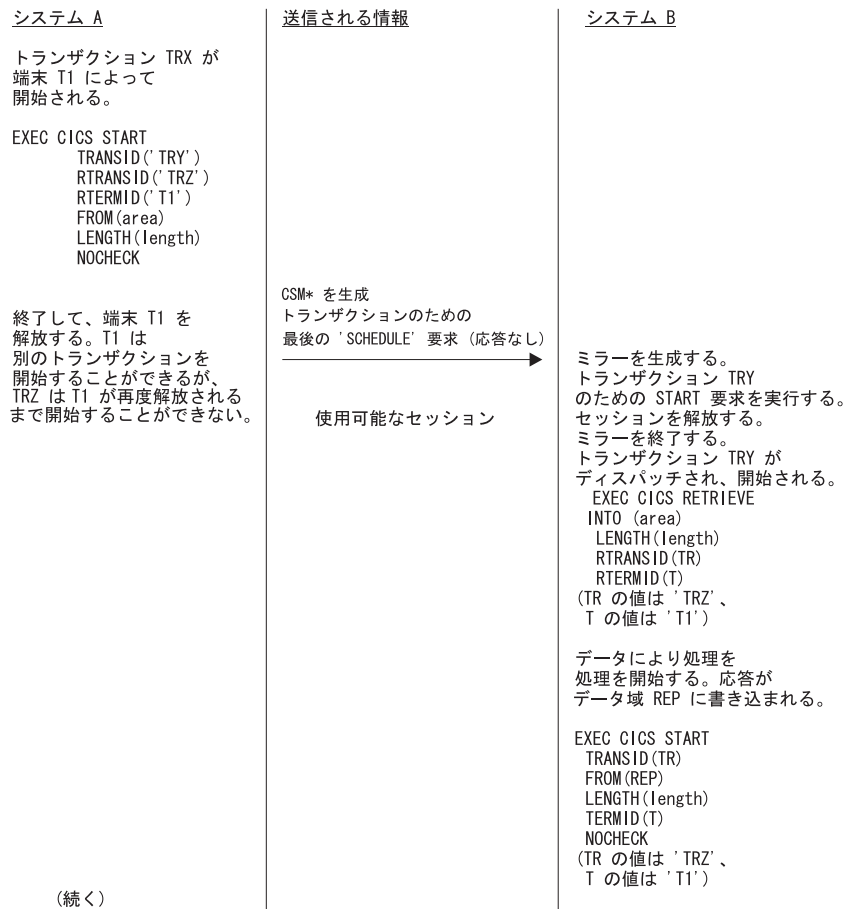 システム A
トランザクション TRX が
端末 T1 によって
開始される。
EXEC CICS START
TRANSID('TRY')
RTRANSID('TRZ')
RTERMID('T1')
FROM(area)
LENGTH(length)
NOCHECK
終了して、端末 T1 を
解放する。T1 は
別のトランザクションを
開始することができるが、
TRZ は T1 が再度解放される
まで開始することができない。
(続く)
送信される情報
CSM* を生成
トランザクションのための
最後の 'SCHEDULE' 要求 (応答なし)
使用可能なセッション
システム B
ミラーを生成する。
トランザクション TRY
のための START 要求を実行する。
セッションを解放する。
ミラーを終了する。
トランザクション TRY が
ディスパッチされ、開始される。
EXEC CICS RETRIEVE
INTO (area)
LENGTH(length)
RTRANSID(TR)
RTERMID(T)
(TR の値は 'TRZ'、
T の値は 'T1')
データにより処理を
処理を開始する。応答が
データ域 REP に書き込まれる。
EXEC CICS START
TRANSID(TR)
FROM(REP)
LENGTH(length)
TERMID(T)
NOCHECK
(TR の値は 'TRZ'、
T の値は 'T1')